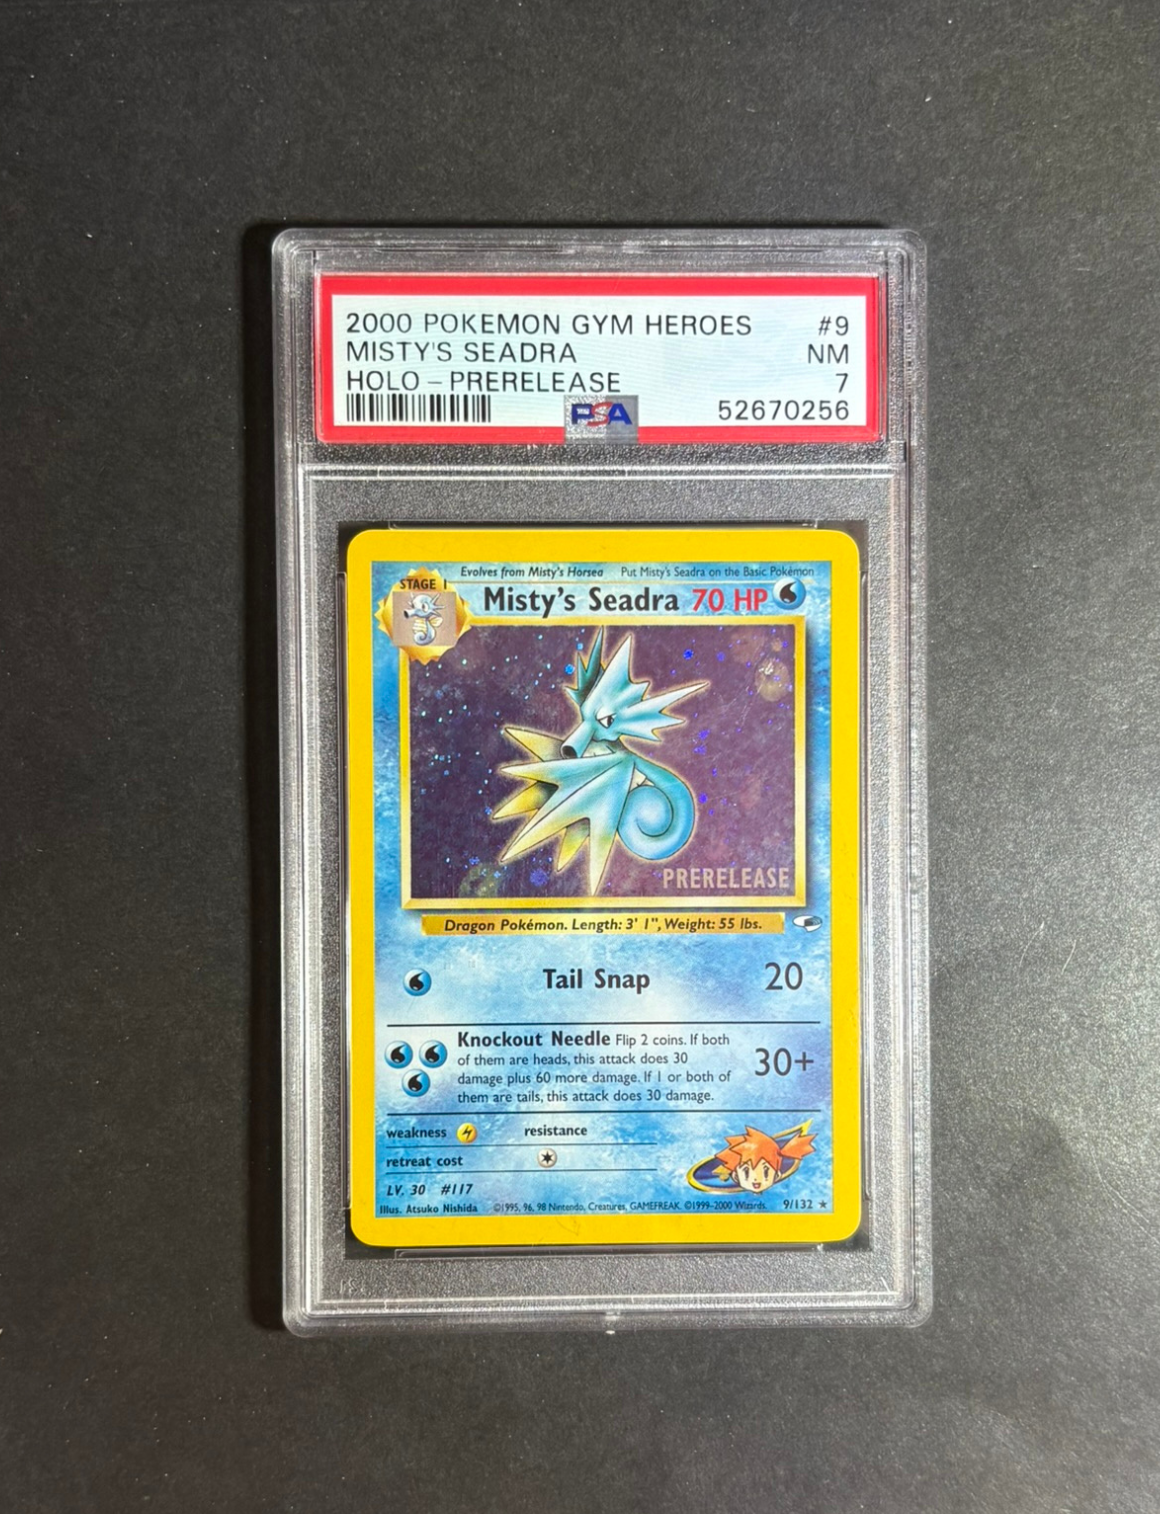 2000 POKEMON GYM HEROES #9
MISTY'S SEADRA NM
HOLO - PRERELEASE 7
PSA 52670256
STAGE 1 Evolves from Misty's Horsea Put Misty's Seadra on the Basic Pokémon
Misty's Seadra 70 HP
PRERELEASE
Dragon Pokémon. Length: 3' 1", Weight: 55 lbs.
Tail Snap 20
Knockout Needle Flip 2 coins. If both
of them are heads, this attack does 30
damage plus 60 more damage. If 1 or both of
them are tails, this attack does 30 damage.
30+
weakness resistance
retreat cost
LV. 30 #117
Illus. Atsuko Nishida ©1995, 96, 98 Nintendo, Creatures, GAMEFREAK. ©1999-2000 Wizards. 9/132 ★